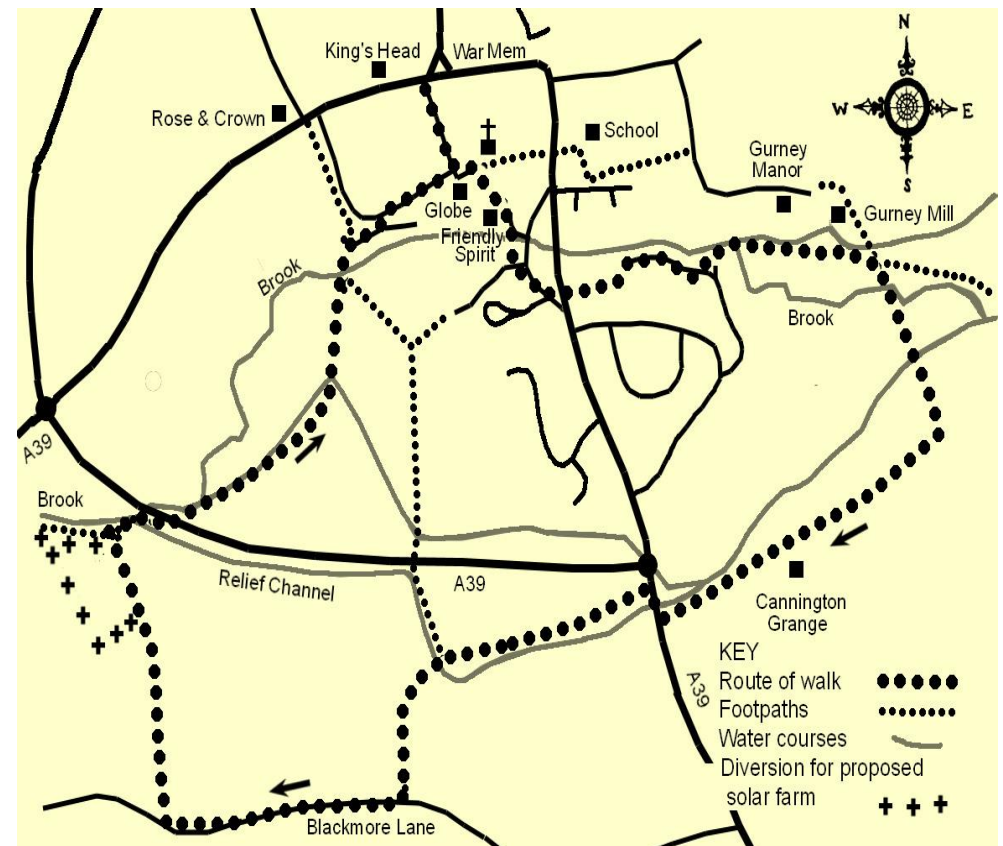 N
King's Head
War Mem
W
E
Rose & Crown
School
Gurney
Manor
S
Globe
Gurney Mill
Friendly
Spirit
Brook
Brook
A39
Brook
Relief Channel
A39
Cannington
Grange
KEY
A39
Route of walk
Footpaths
Water courses
Diversion for proposed
solar farm
Blackmore Lane